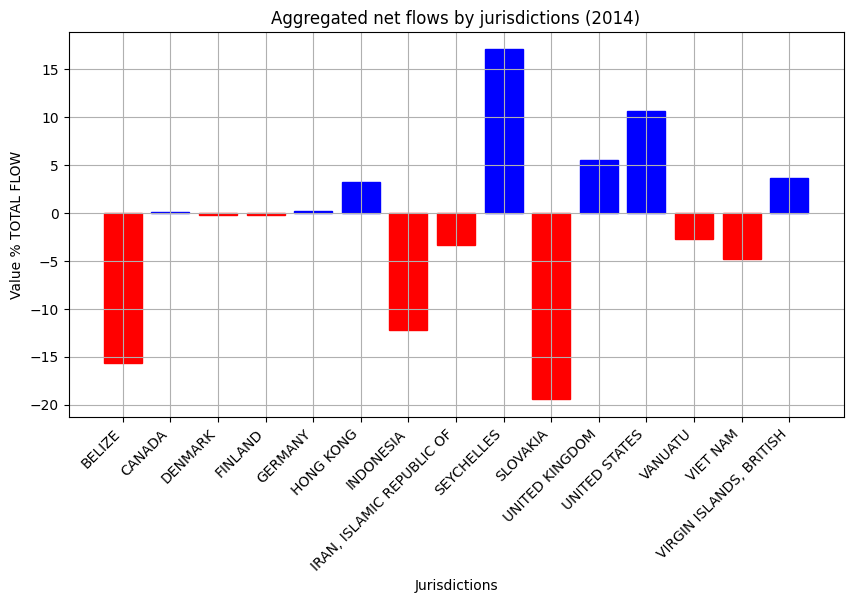 Aggregated net flows by jurisdictions (2014)
Value % TOTAL FLOW
15
10
5
0
−5
−10
−15
−20
BELIZE
CANADA
DENMARK
FINLAND
GERMANY
HONG KONG
INDONESIA
IRAN, ISLAMIC REPUBLIC OF
SEYCHELLES
SLOVAKIA
UNITED KINGDOM
UNITED STATES
VANUATU
VIET NAM
VIRGIN ISLANDS, BRITISH
Jurisdictions